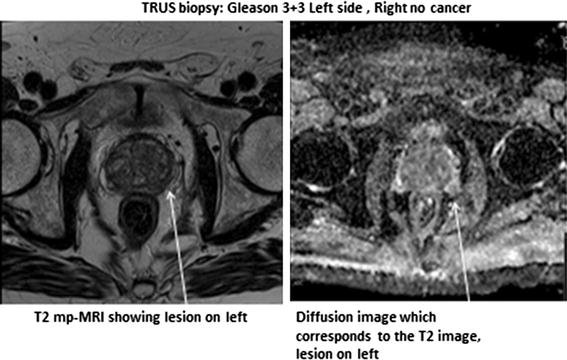 TRUS biopsy: Gleason 3+3 Left side , Right no cancer
T2 mp-MRI showing lesion on left
Diffusion image which
corresponds to the T2 image,
lesion on left